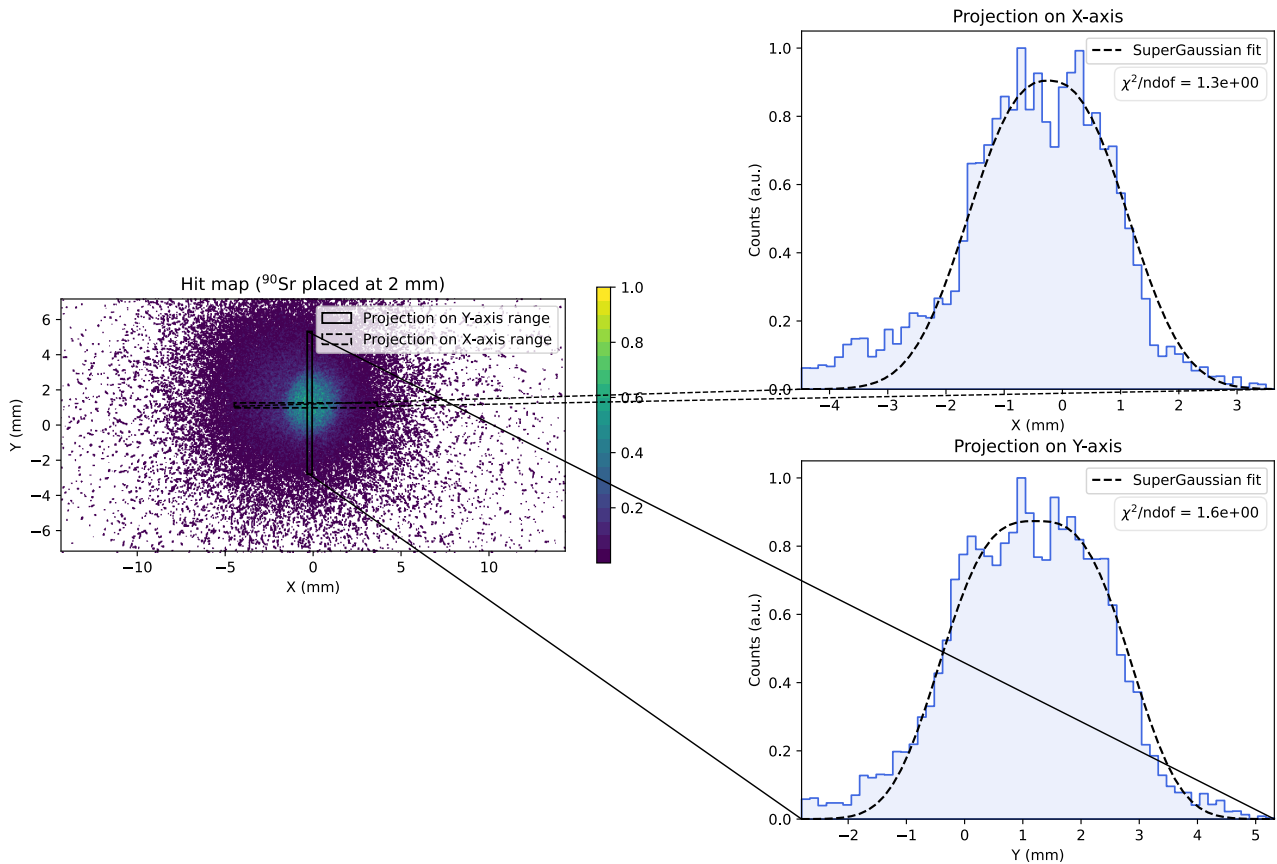 Projection on X-axis
SuperGaussian fit
χ²/ndof = 1.3e+00
Counts (a.u.)
1.0
0.8
0.6
0.4
0.2
0.0
−4 −3 −2 −1 0 1 2 3
X (mm)
Hit map (⁹⁰Sr placed at 2 mm)
Projection on Y-axis range
Projection on X-axis range
Y (mm)
6
4
2
0
−2
−4
−6
−10 −5 0 5 10
X (mm)
1.0
0.8
0.6
0.4
0.2
Projection on Y-axis
SuperGaussian fit
χ²/ndof = 1.6e+00
Counts (a.u.)
1.0
0.8
0.6
0.4
0.2
0.0
−2 −1 0 1 2 3 4 5
Y (mm)